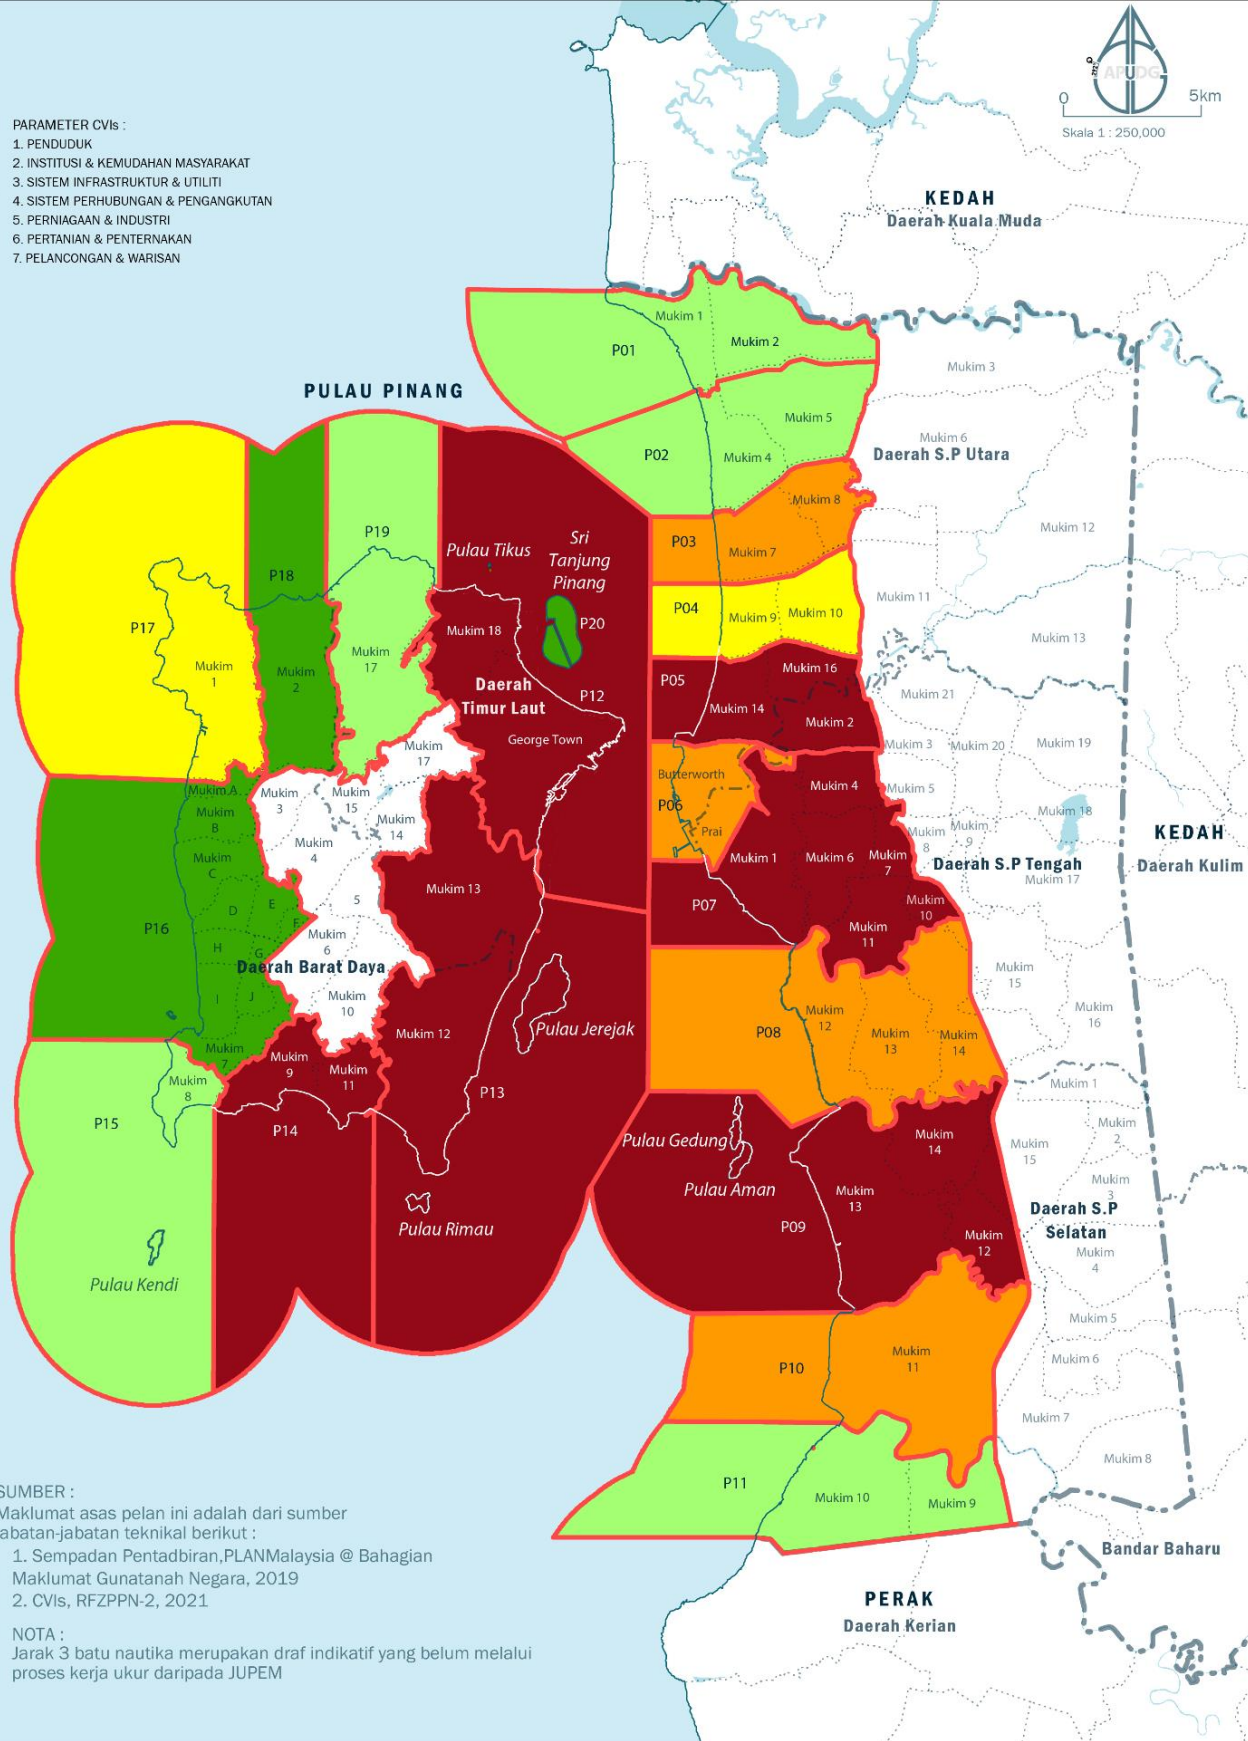 APUDG
0 5km
Skala 1 : 250,000
PARAMETER CVIs :
1. PENDUDUK
2. INSTITUSI & KEMUDAHAN MASYARAKAT
3. SISTEM INFRASTRUKTUR & UTILITI
4. SISTEM PERHUBUNGAN & PENGANGKUTAN
5. PERNIAGAAN & INDUSTRI
6. PERTANIAN & PENTERNAKAN
7. PELANCONGAN & WARISAN
KEDAH
Daerah Kuala Muda
Mukim 1
Mukim 2
P01
Mukim 3
PULAU PINANG
Mukim 5
Mukim 6
Daerah S.P Utara
P02
Mukim 4
Mukim 8
Mukim 12
P03
Mukim 7
P19
Pulau Tikus
Sri
Tanjung
Pinang
P18
Mukim 11
P04
Mukim 9
Mukim 10
P17
P20
Mukim 18
Mukim 13
Mukim
1
Mukim
2
Mukim
17
Mukim 16
P05
Daerah
Timur Laut
P12
Mukim 14
Mukim 2
Mukim 21
George Town
Mukim
17
Mukim 3
Mukim 20
Mukim 19
Butterworth
Mukim 4
Mukim 5
Mukim A
Mukim
B
Mukim
3
Mukim
15
Mukim
14
P06
Prai
Mukim 18
Mukim
8
Mukim
9
KEDAH
Daerah Kulim
Mukim
4
Mukim
C
Mukim 1
Mukim 6
Mukim
7
Daerah S.P Tengah
Mukim 17
Mukim 13
5
D
E
F
P07
Mukim
10
Mukim
11
P16
H
G
Mukim
6
Daerah Barat Daya
I
J
Mukim
10
Mukim
15
Mukim
16
Pulau Jerejak
P08
Mukim
12
Mukim
13
Mukim
14
Mukim 12
Mukim
7
Mukim
9
Mukim
11
Mukim
8
P13
Mukim 1
P15
P14
Pulau Gedung
Mukim
14
Mukim
15
Mukim
2
Pulau Aman
Mukim
13
Mukim
3
P09
Daerah S.P
Selatan
Pulau Rimau
Mukim
12
Mukim
4
Pulau Kendi
Mukim 5
P10
Mukim
11
Mukim 6
Mukim 7
Mukim 8
P11
Mukim 10
Mukim 9
Bandar Baharu
PERAK
Daerah Kerian
SUMBER :
Maklumat asas pelan ini adalah dari sumber
abatan-jabatan teknikal berikut :
1. Sempadan Pentadbiran,PLANMalaysia @ Bahagian
Maklumat Gunatanah Negara, 2019
2. CVIs, RFZPPN-2, 2021
NOTA :
Jarak 3 batu nautika merupakan draf indikatif yang belum melalui
proses kerja ukur daripada JUPEM